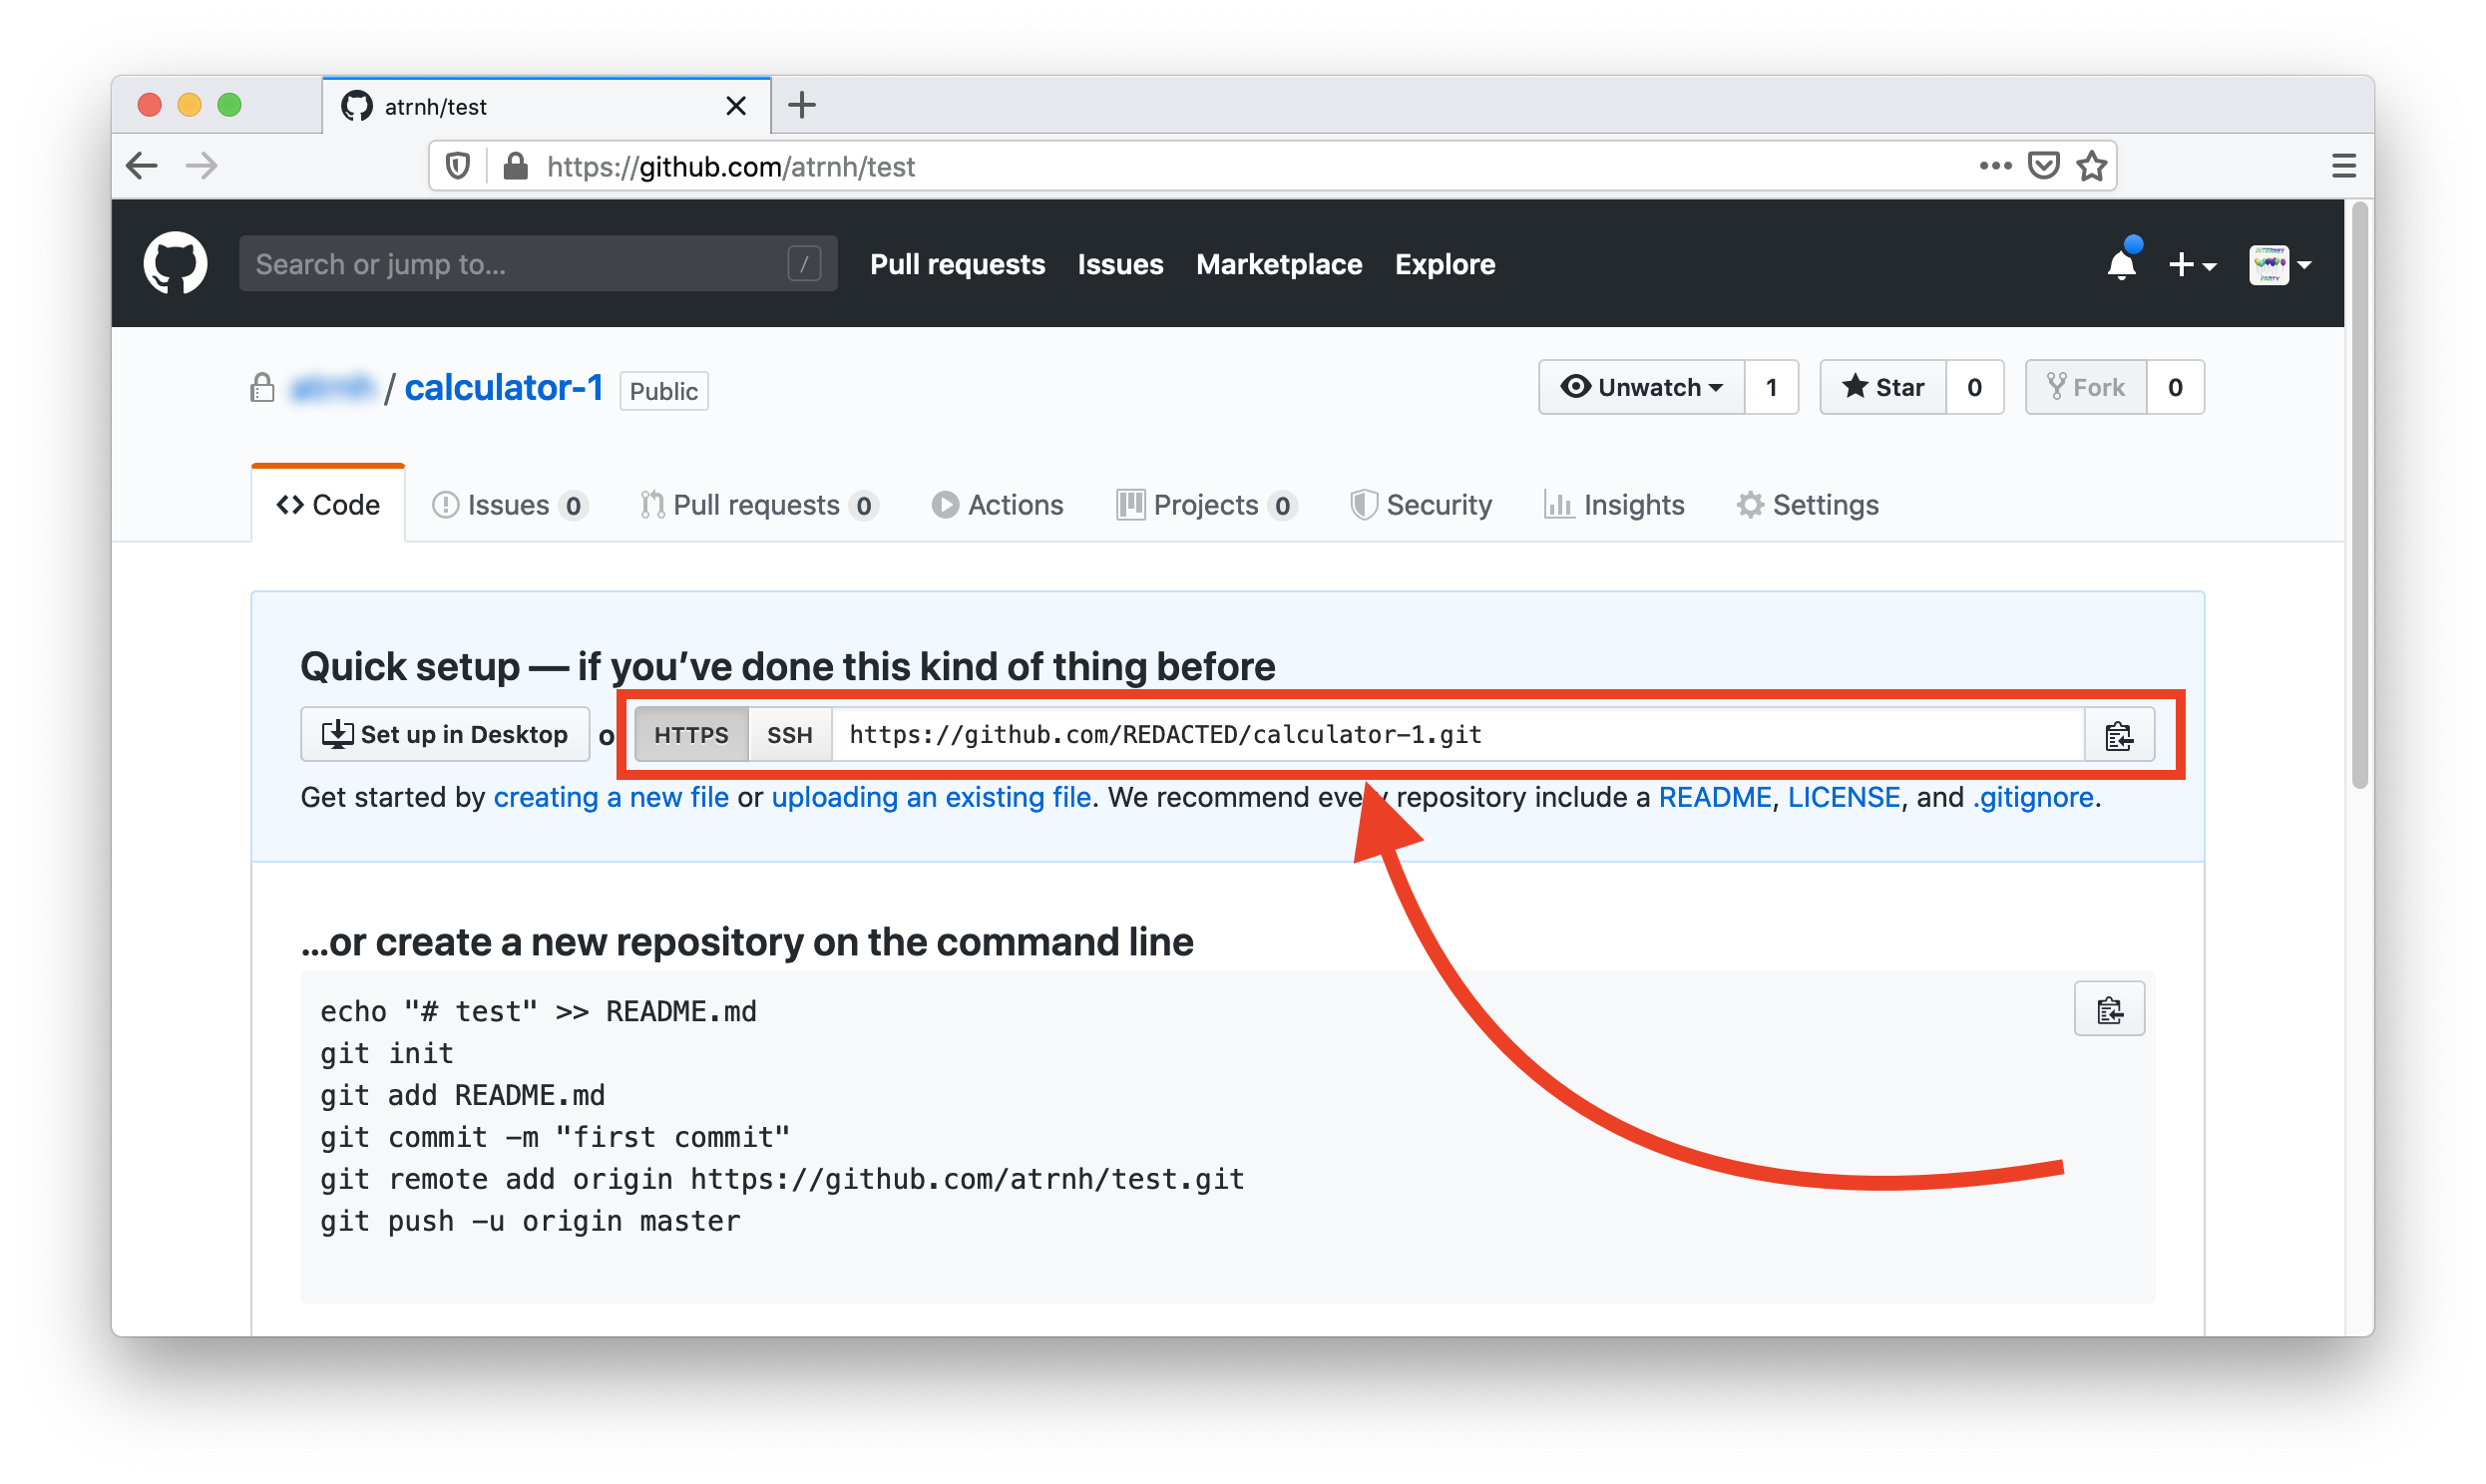 atrnh/test
https://github.com/atrnh/test
Search or jump to... /
Pull requests Issues Marketplace Explore
/ calculator-1 Public
Unwatch 1 Star 0 Fork 0
Code Issues 0 Pull requests 0 Actions Projects 0 Security Insights Settings
Quick setup — if you’ve done this kind of thing before
Set up in Desktop HTTPS SSH https://github.com/REDACTED/calculator-1.git
Get started by creating a new file or uploading an existing file. We recommend every repository include a README, LICENSE, and .gitignore.
…or create a new repository on the command line
echo "# test" >> README.md
git init
git add README.md
git commit -m "first commit"
git remote add origin https://github.com/atrnh/test.git
git push -u origin master